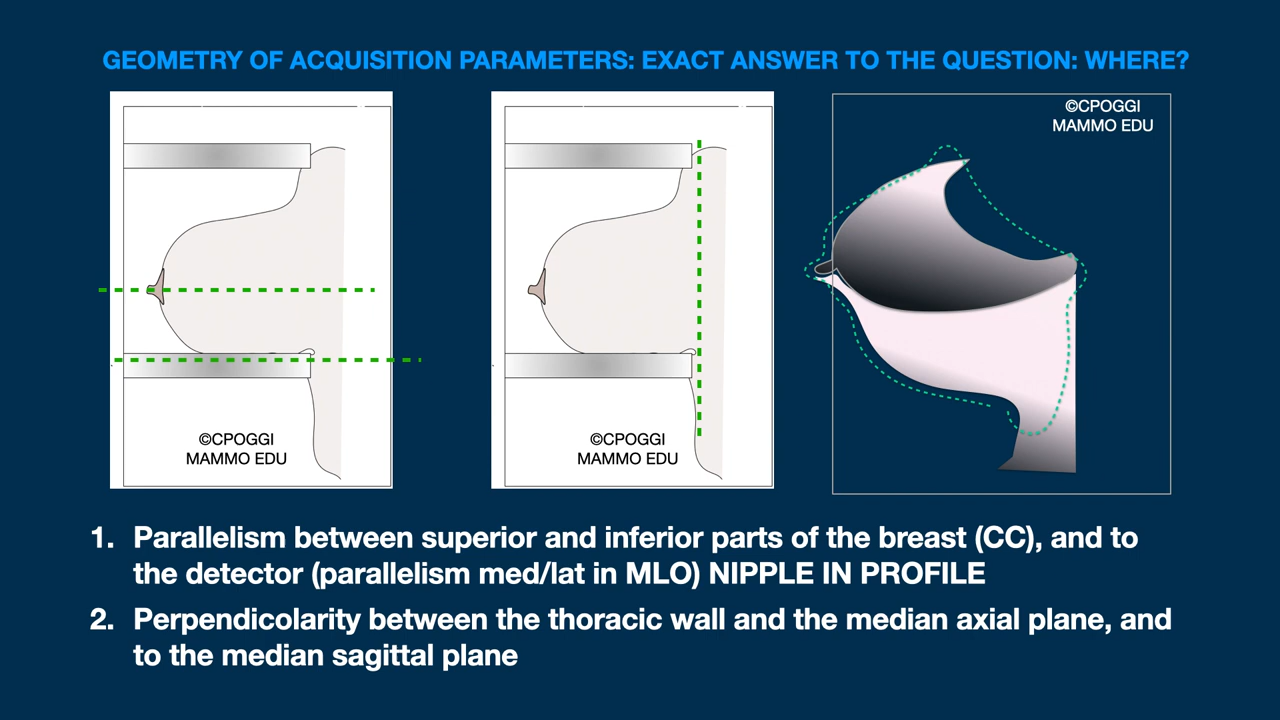 GEOMETRY OF ACQUISITION PARAMETERS: EXACT ANSWER TO THE QUESTION: WHERE?
©CPOGGI
MAMMO EDU
©CPOGGI
MAMMO EDU
©CPOGGI
MAMMO EDU
1. Parallelism between superior and inferior parts of the breast (CC), and to
the detector (parallelism med/lat in MLO) NIPPLE IN PROFILE
2. Perpendicolarity between the thoracic wall and the median axial plane, and
to the median sagittal plane